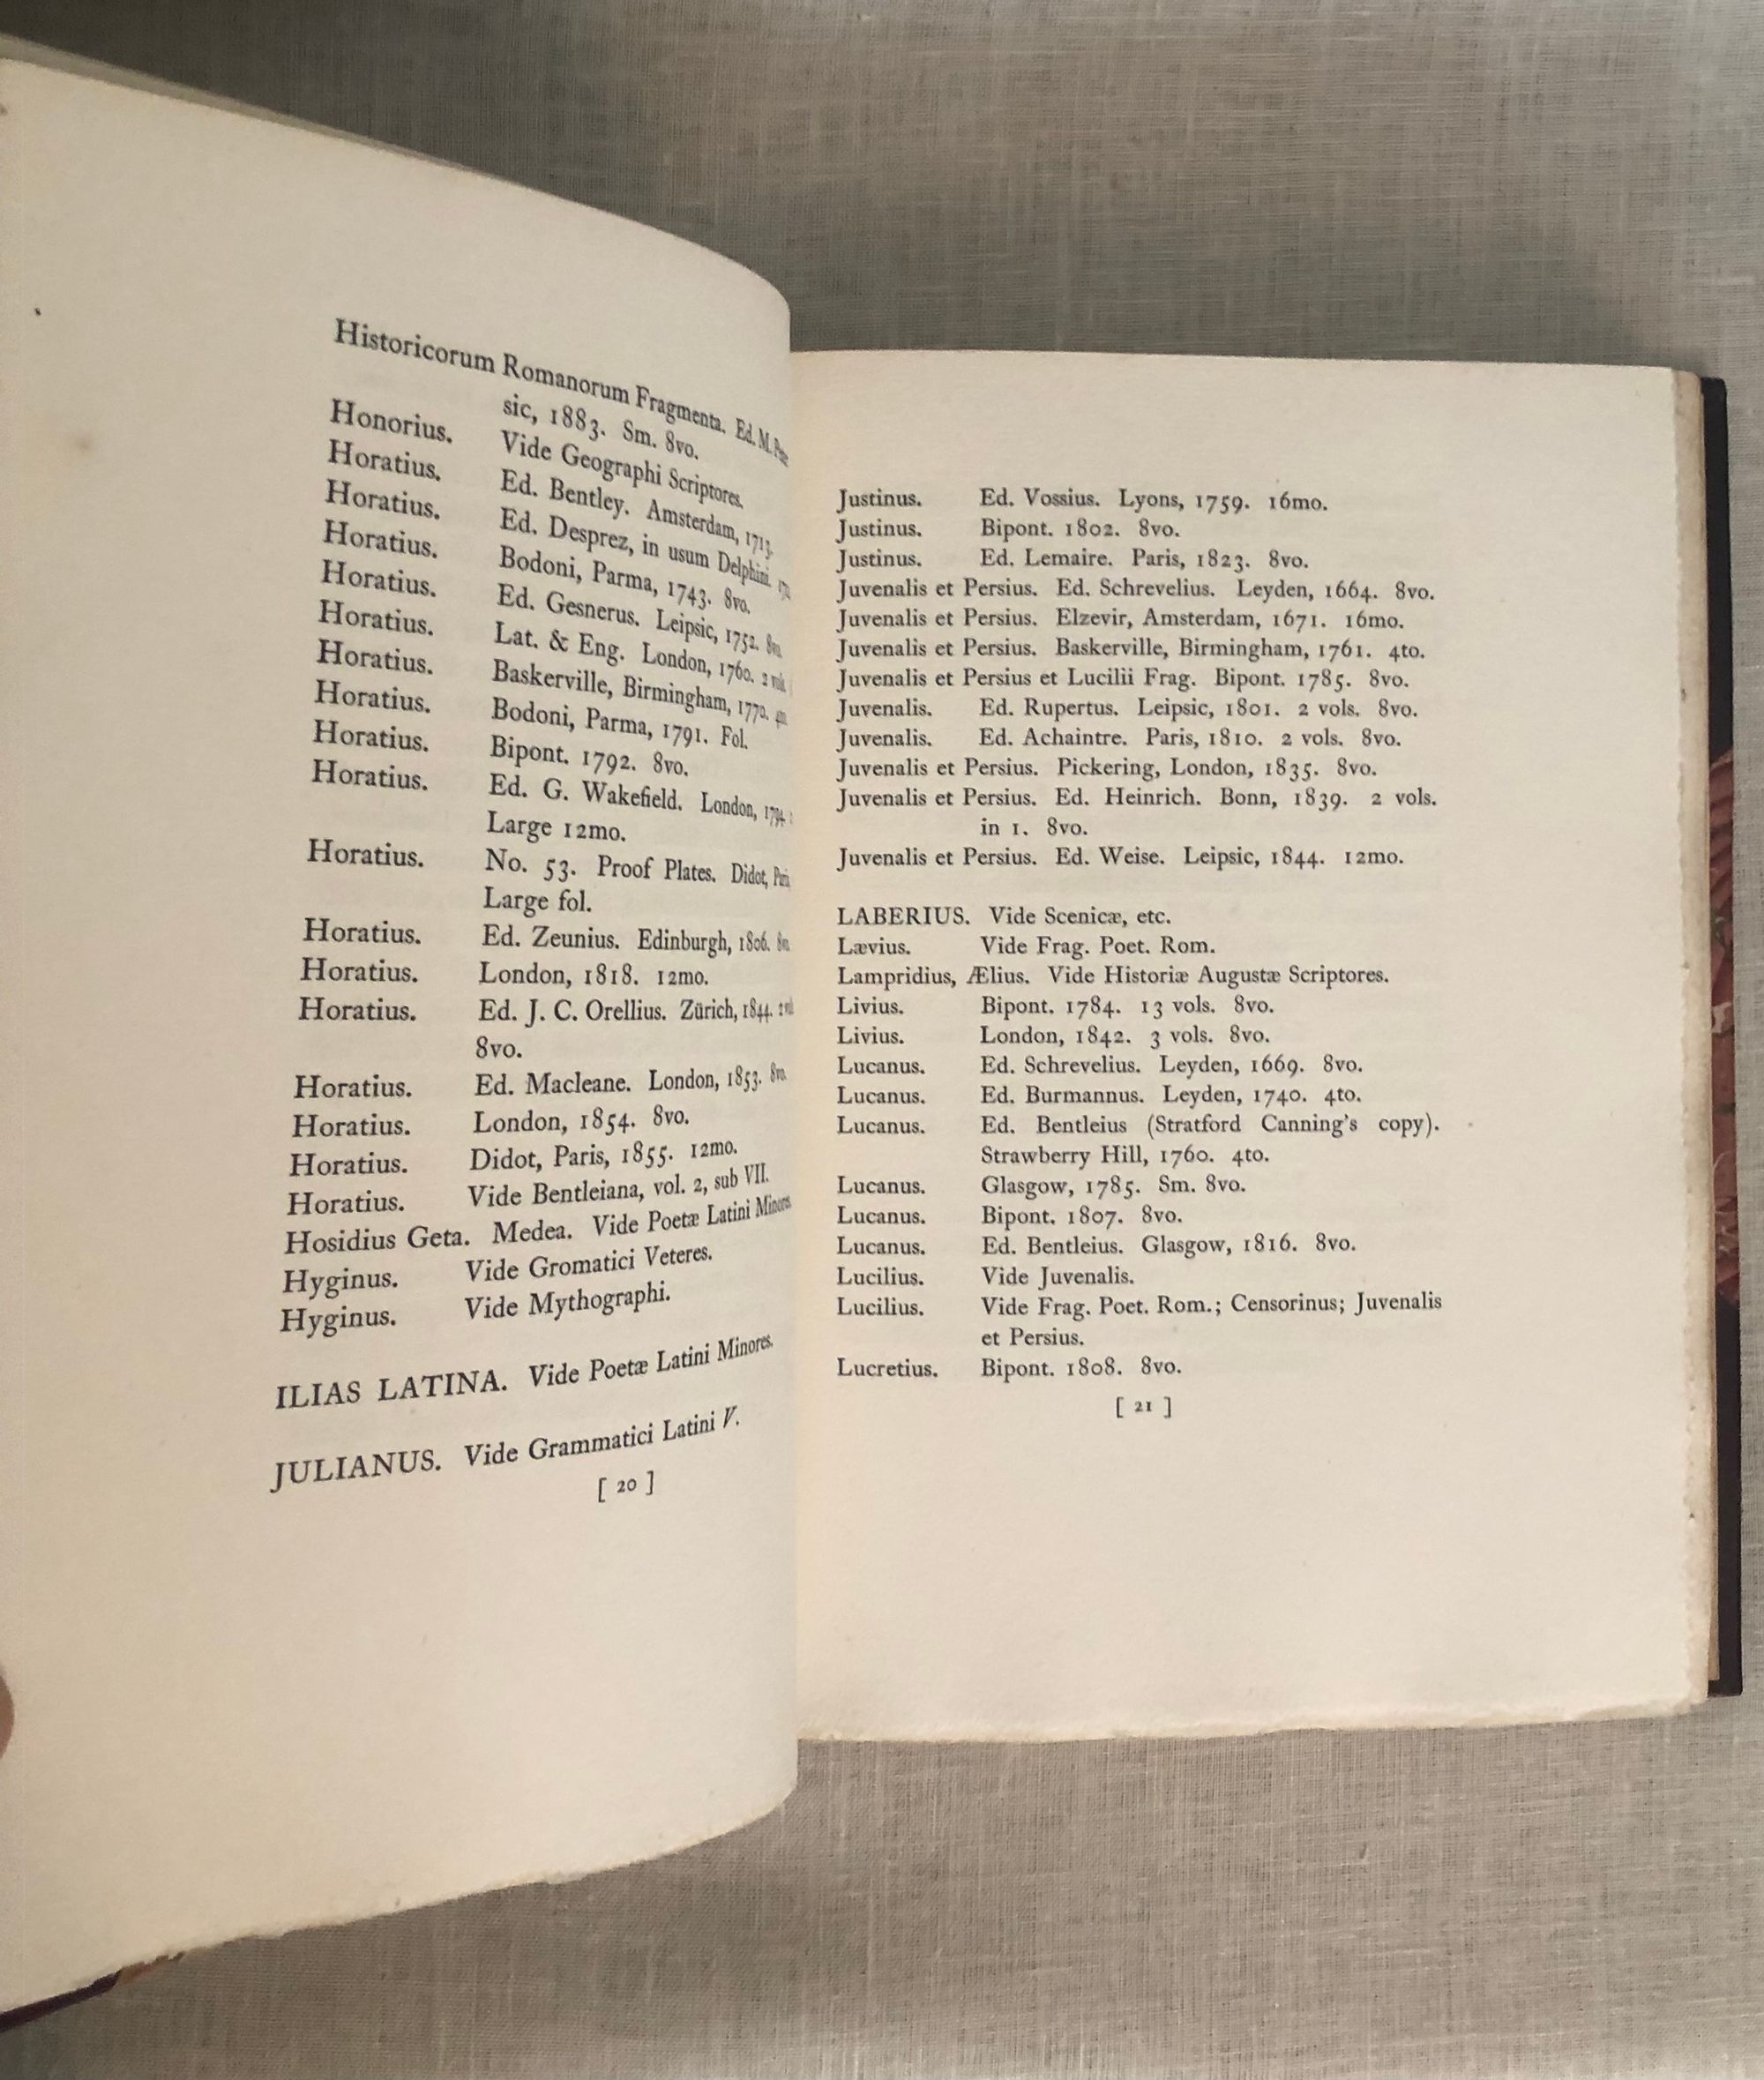 Historicorum Romanorum Fragmenta. Ed. M.
sic, 1883. Sm. 8vo.
Honorius. Vide Geographi Scriptores.
Horatius. Ed. Bentley. Amsterdam, 1713.
Horatius. Ed. Desprez, in usum Delphini.
Horatius. Bodoni, Parma, 1743. 8vo.
Horatius. Ed. Gesnerus. Leipsic, 1752. 8vo.
Horatius. Lat. & Eng. London, 1760. 2
Horatius. Baskerville, Birmingham, 1770.
Horatius. Bodoni, Parma, 1791. Fol.
Horatius. Bipont. 1792. 8vo.
Horatius. Ed. G. Wakefield. London, 1794.
Large 12mo.
Horatius. No. 53. Proof Plates. Didot,
Large fol.
Horatius. Ed. Zeunius. Edinburgh, 1806.
Horatius. London, 1818. 12mo.
Horatius. Ed. J. C. Orellius. Zürich, 1844. 2
8vo.
Horatius. Ed. Macleane. London, 1853. 8vo.
Horatius. London, 1854. 8vo.
Horatius. Didot, Paris, 1855. 12mo.
Horatius. Vide Bentleiana, vol. 2, sub VII.
Hosidius Geta. Medea. Vide Poetæ Latini Minores
Hyginus. Vide Gromatici Veteres.
Hyginus. Vide Mythographi.
ILIAS LATINA. Vide Poetæ Latini Minores.
JULIANUS. Vide Grammatici Latini V.
[ 20 ]
Justinus. Ed. Vossius. Lyons, 1759. 16mo.
Justinus. Bipont. 1802. 8vo.
Justinus. Ed. Lemaire. Paris, 1823. 8vo.
Juvenalis et Persius. Ed. Schrevelius. Leyden, 1664. 8vo.
Juvenalis et Persius. Elzevir, Amsterdam, 1671. 16mo.
Juvenalis et Persius. Baskerville, Birmingham, 1761. 4to.
Juvenalis et Persius et Lucilii Frag. Bipont. 1785. 8vo.
Juvenalis. Ed. Rupertus. Leipsic, 1801. 2 vols. 8vo.
Juvenalis. Ed. Achaintre. Paris, 1810. 2 vols. 8vo.
Juvenalis et Persius. Pickering, London, 1835. 8vo.
Juvenalis et Persius. Ed. Heinrich. Bonn, 1839. 2 vols.
in 1. 8vo.
Juvenalis et Persius. Ed. Weise. Leipsic, 1844. 12mo.
LABERIUS. Vide Scenicæ, etc.
Lævius. Vide Frag. Poet. Rom.
Lampridius, Ælius. Vide Historiæ Augustæ Scriptores.
Livius. Bipont. 1784. 13 vols. 8vo.
Livius. London, 1842. 3 vols. 8vo.
Lucanus. Ed. Schrevelius. Leyden, 1669. 8vo.
Lucanus. Ed. Burmannus. Leyden, 1740. 4to.
Lucanus. Ed. Bentleius (Stratford Canning's copy).
Strawberry Hill, 1760. 4to.
Lucanus. Glasgow, 1785. Sm. 8vo.
Lucanus. Bipont. 1807. 8vo.
Lucanus. Ed. Bentleius. Glasgow, 1816. 8vo.
Lucilius. Vide Juvenalis.
Lucilius. Vide Frag. Poet. Rom.; Censorinus; Juvenalis
et Persius.
Lucretius. Bipont. 1808. 8vo.
[ 21 ]